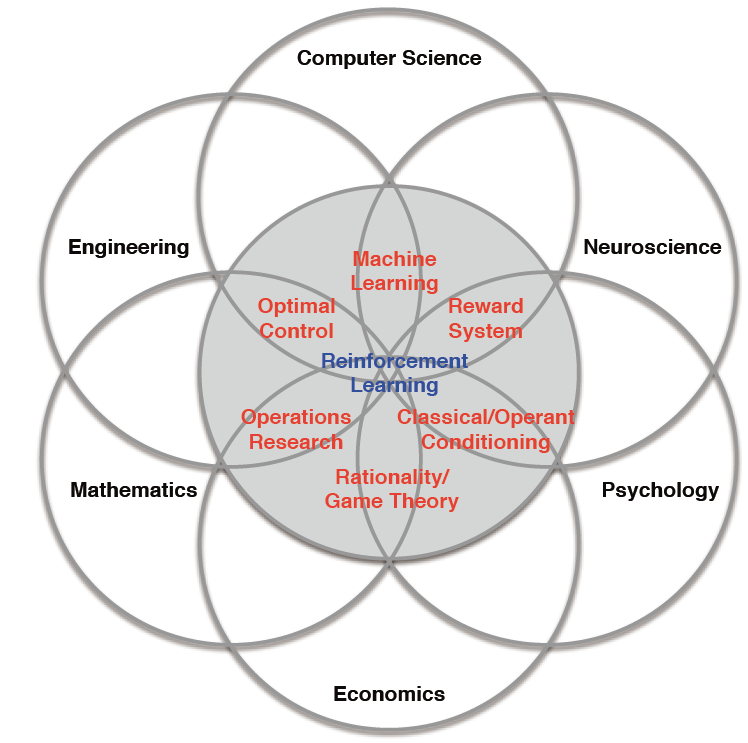 Computer Science
Engineering
Neuroscience
Machine
Learning
Optimal
Control
Reward
System
Reinforcement
Learning
Operations
Research
Classical/Operant
Conditioning
Rationality/
Game Theory
Mathematics
Psychology
Economics